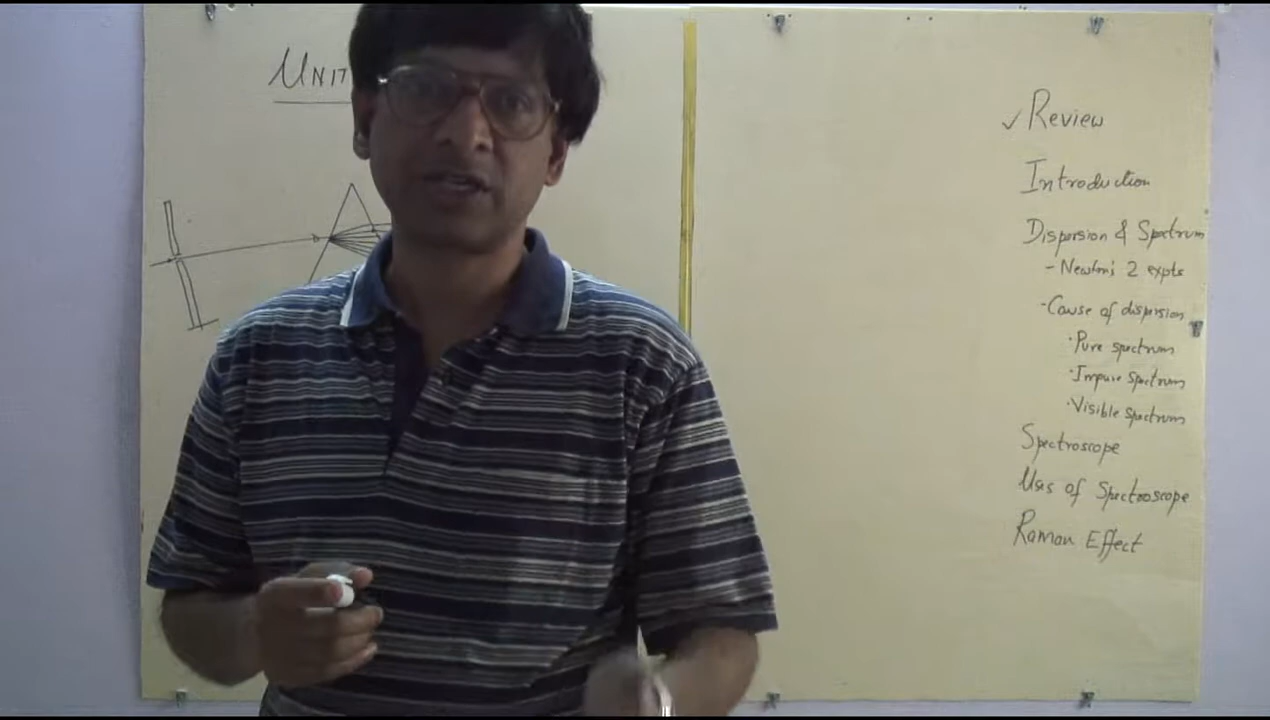 UNIT
✓ Review
Introduction
Dispersion & Spectrum
- Newton's 2 expts
· Cause of dispersion
· Pure spectrum
· Impure spectrum
· Visible spectrum
Spectroscope
Uses of Spectroscope
Raman Effect